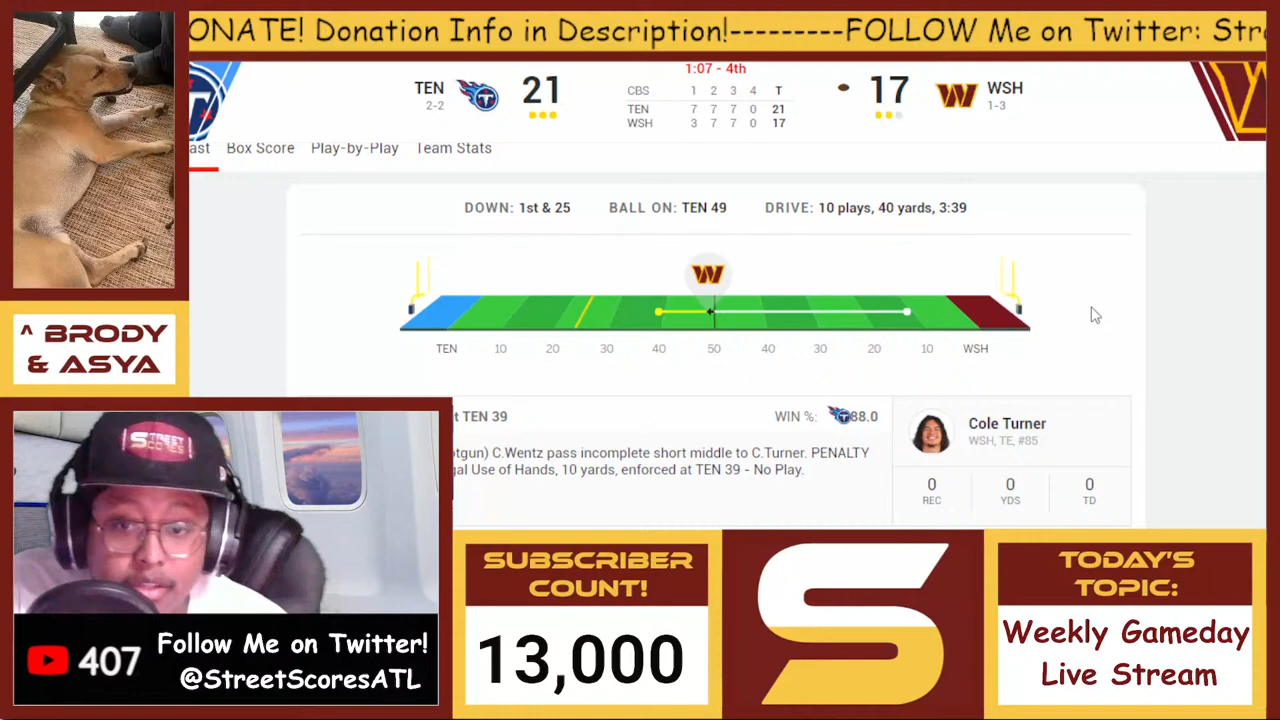 ONATE! Donation Info in Description!---------FOLLOW Me on Twitter: Str
TEN
2-2
21
1:07 - 4th
CBS 1 2 3 4 T
TEN 7 7 7 0 21
WSH 3 7 7 0 17
17
WSH
1-3
ast Box Score Play-by-Play Team Stats
DOWN: 1st & 25 BALL ON: TEN 49 DRIVE: 10 plays, 40 yards, 3:39
W
TEN 10 20 30 40 50 40 30 20 10 WSH
^ BRODY
& ASYA
t TEN 39 WIN %: 88.0
otgun) C.Wentz pass incomplete short middle to C.Turner. PENALTY
gal Use of Hands, 10 yards, enforced at TEN 39 - No Play.
Cole Turner
WSH, TE, #85
0 0 0
REC YDS TD
STREET
SCORES
407
Follow Me on Twitter!
@StreetScoresATL
SUBSCRIBER
COUNT!
13,000
S
TODAY'S
TOPIC:
Weekly Gameday
Live Stream